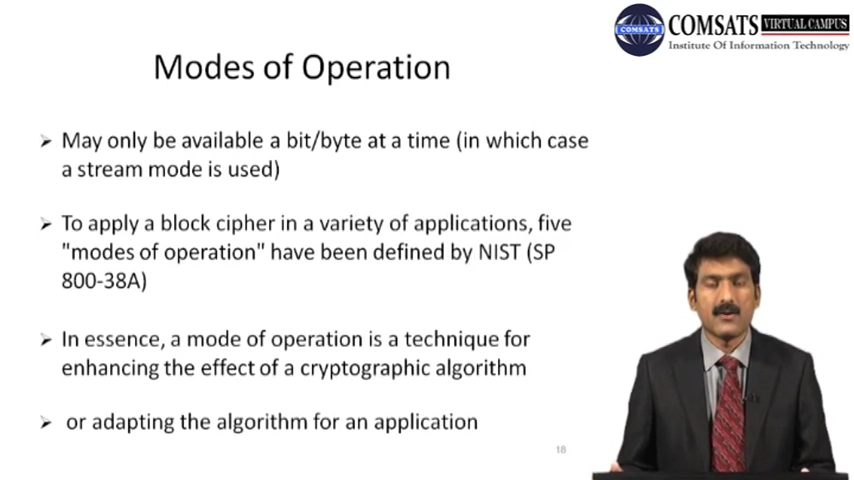 COMSATS
COMSATS VIRTUAL CAMPUS
Institute Of Information Technology
Modes of Operation
➢ May only be available a bit/byte at a time (in which case
a stream mode is used)
➢ To apply a block cipher in a variety of applications, five
"modes of operation" have been defined by NIST (SP
800-38A)
➢ In essence, a mode of operation is a technique for
enhancing the effect of a cryptographic algorithm
➢ or adapting the algorithm for an application
18